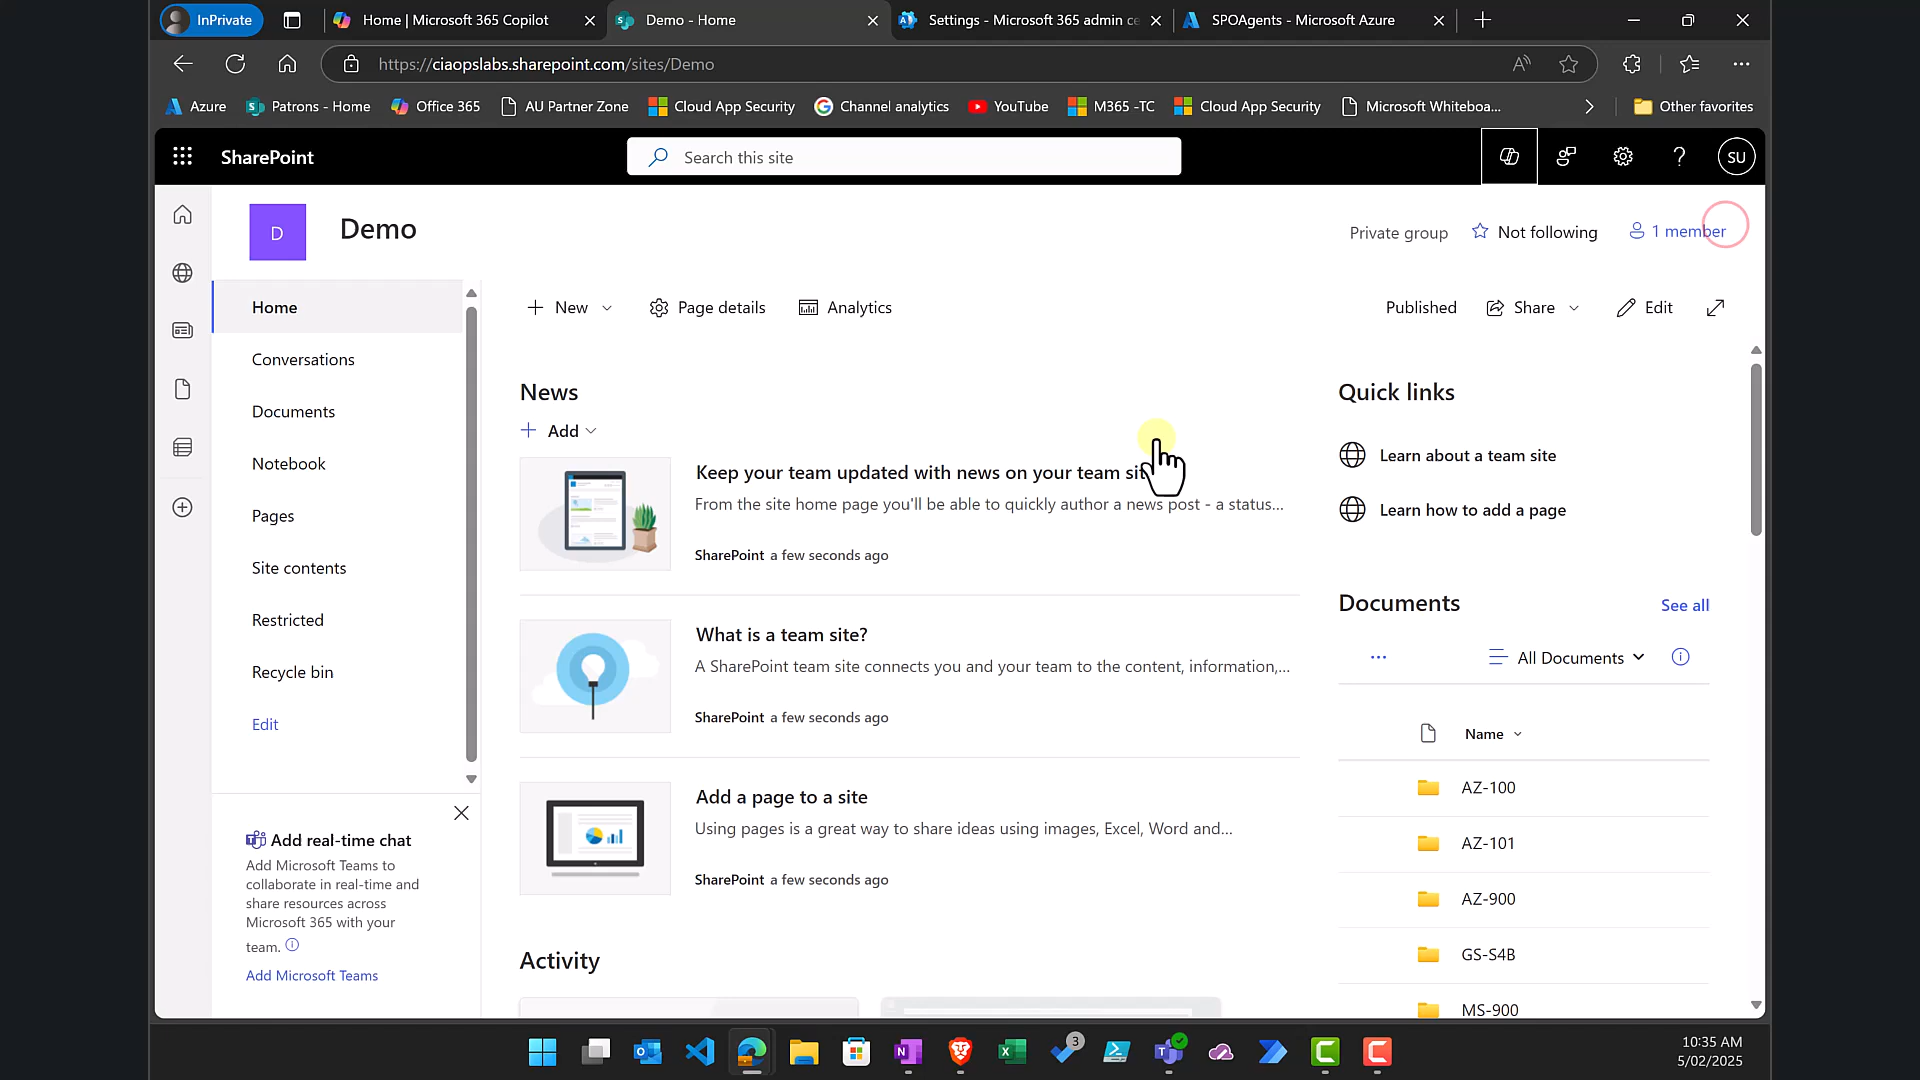 InPrivate
Home | Microsoft 365 Copilot
Demo - Home
Settings - Microsoft 365 admin ce
SPOAgents - Microsoft Azure
https://ciaopslabs.sharepoint.com/sites/Demo
Azure
Patrons - Home
Office 365
AU Partner Zone
Cloud App Security
Channel analytics
YouTube
M365 -TC
Cloud App Security
Microsoft Whiteboa...
Other favorites
SharePoint
Search this site
SU
D
Demo
Private group
Not following
1 member
Home
Conversations
Documents
Notebook
Pages
Site contents
Restricted
Recycle bin
Edit
Add real-time chat
Add Microsoft Teams to
collaborate in real-time and
share resources across
Microsoft 365 with your
team.
Add Microsoft Teams
New
Page details
Analytics
Published
Share
Edit
News
Add
Keep your team updated with news on your team sit
From the site home page you'll be able to quickly author a news post - a status...
SharePoint a few seconds ago
What is a team site?
A SharePoint team site connects you and your team to the content, information,...
SharePoint a few seconds ago
Add a page to a site
Using pages is a great way to share ideas using images, Excel, Word and...
SharePoint a few seconds ago
Activity
Quick links
Learn about a team site
Learn how to add a page
Documents
See all
All Documents
Name
AZ-100
AZ-101
AZ-900
GS-S4B
MS-900
3
10:35 AM
5/02/2025